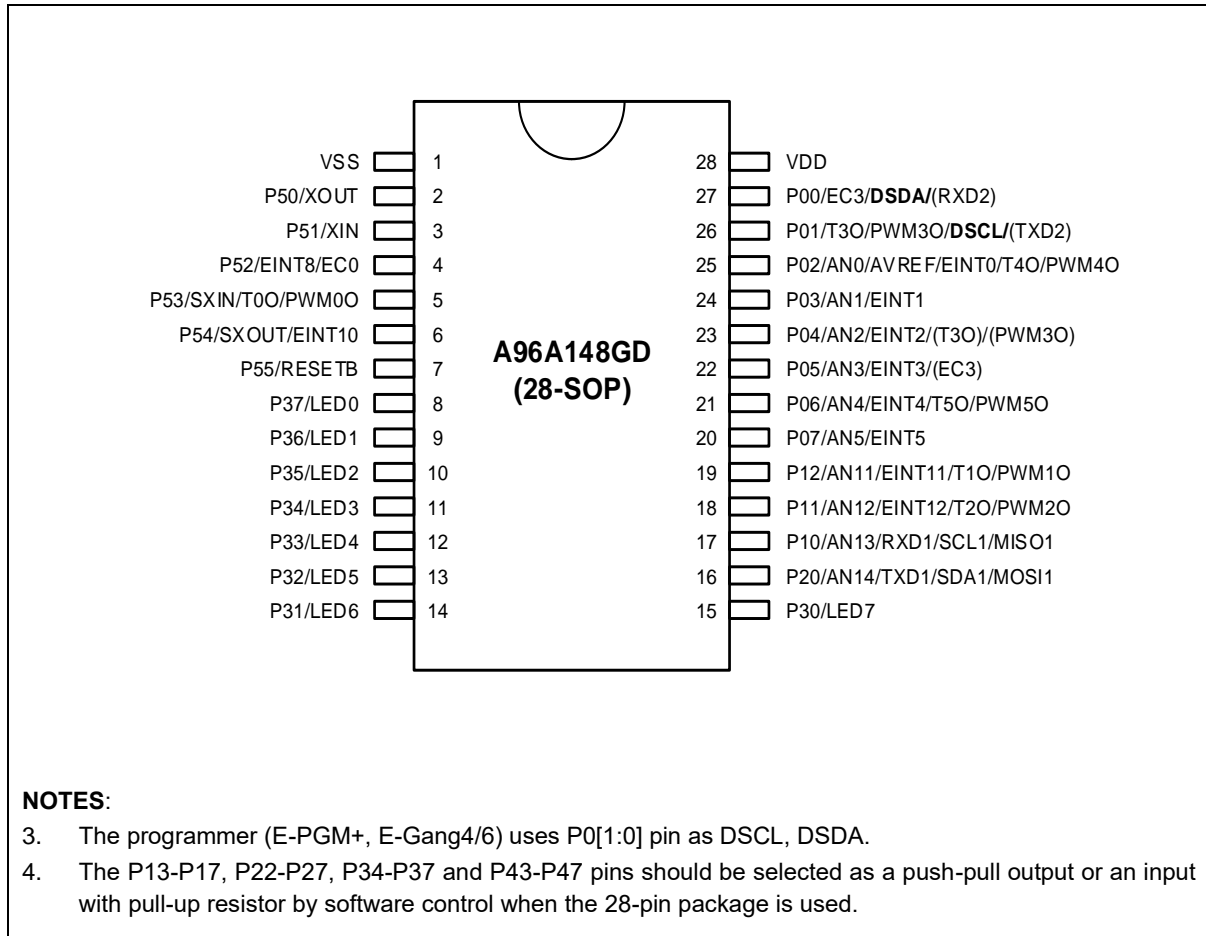 VSS 1
P50/XOUT 2
P51/XIN 3
P52/EINT8/EC0 4
P53/SXIN/T0O/PWM0O 5
P54/SXOUT/EINT10 6
P55/RESETB 7
P37/LED0 8
P36/LED1 9
P35/LED2 10
P34/LED3 11
P33/LED4 12
P32/LED5 13
P31/LED6 14
A96A148GD
(28-SOP)
28 VDD
27 P00/EC3/DSDA/(RXD2)
26 P01/T3O/PWM3O/DSCL/(TXD2)
25 P02/AN0/AVREF/EINT0/T4O/PWM4O
24 P03/AN1/EINT1
23 P04/AN2/EINT2/(T3O)/(PWM3O)
22 P05/AN3/EINT3/(EC3)
21 P06/AN4/EINT4/T5O/PWM5O
20 P07/AN5/EINT5
19 P12/AN11/EINT11/T1O/PWM1O
18 P11/AN12/EINT12/T2O/PWM2O
17 P10/AN13/RXD1/SCL1/MISO1
16 P20/AN14/TXD1/SDA1/MOSI1
15 P30/LED7
NOTES:
3. The programmer (E-PGM+, E-Gang4/6) uses P0[1:0] pin as DSCL, DSDA.
4. The P13-P17, P22-P27, P34-P37 and P43-P47 pins should be selected as a push-pull output or an input
with pull-up resistor by software control when the 28-pin package is used.